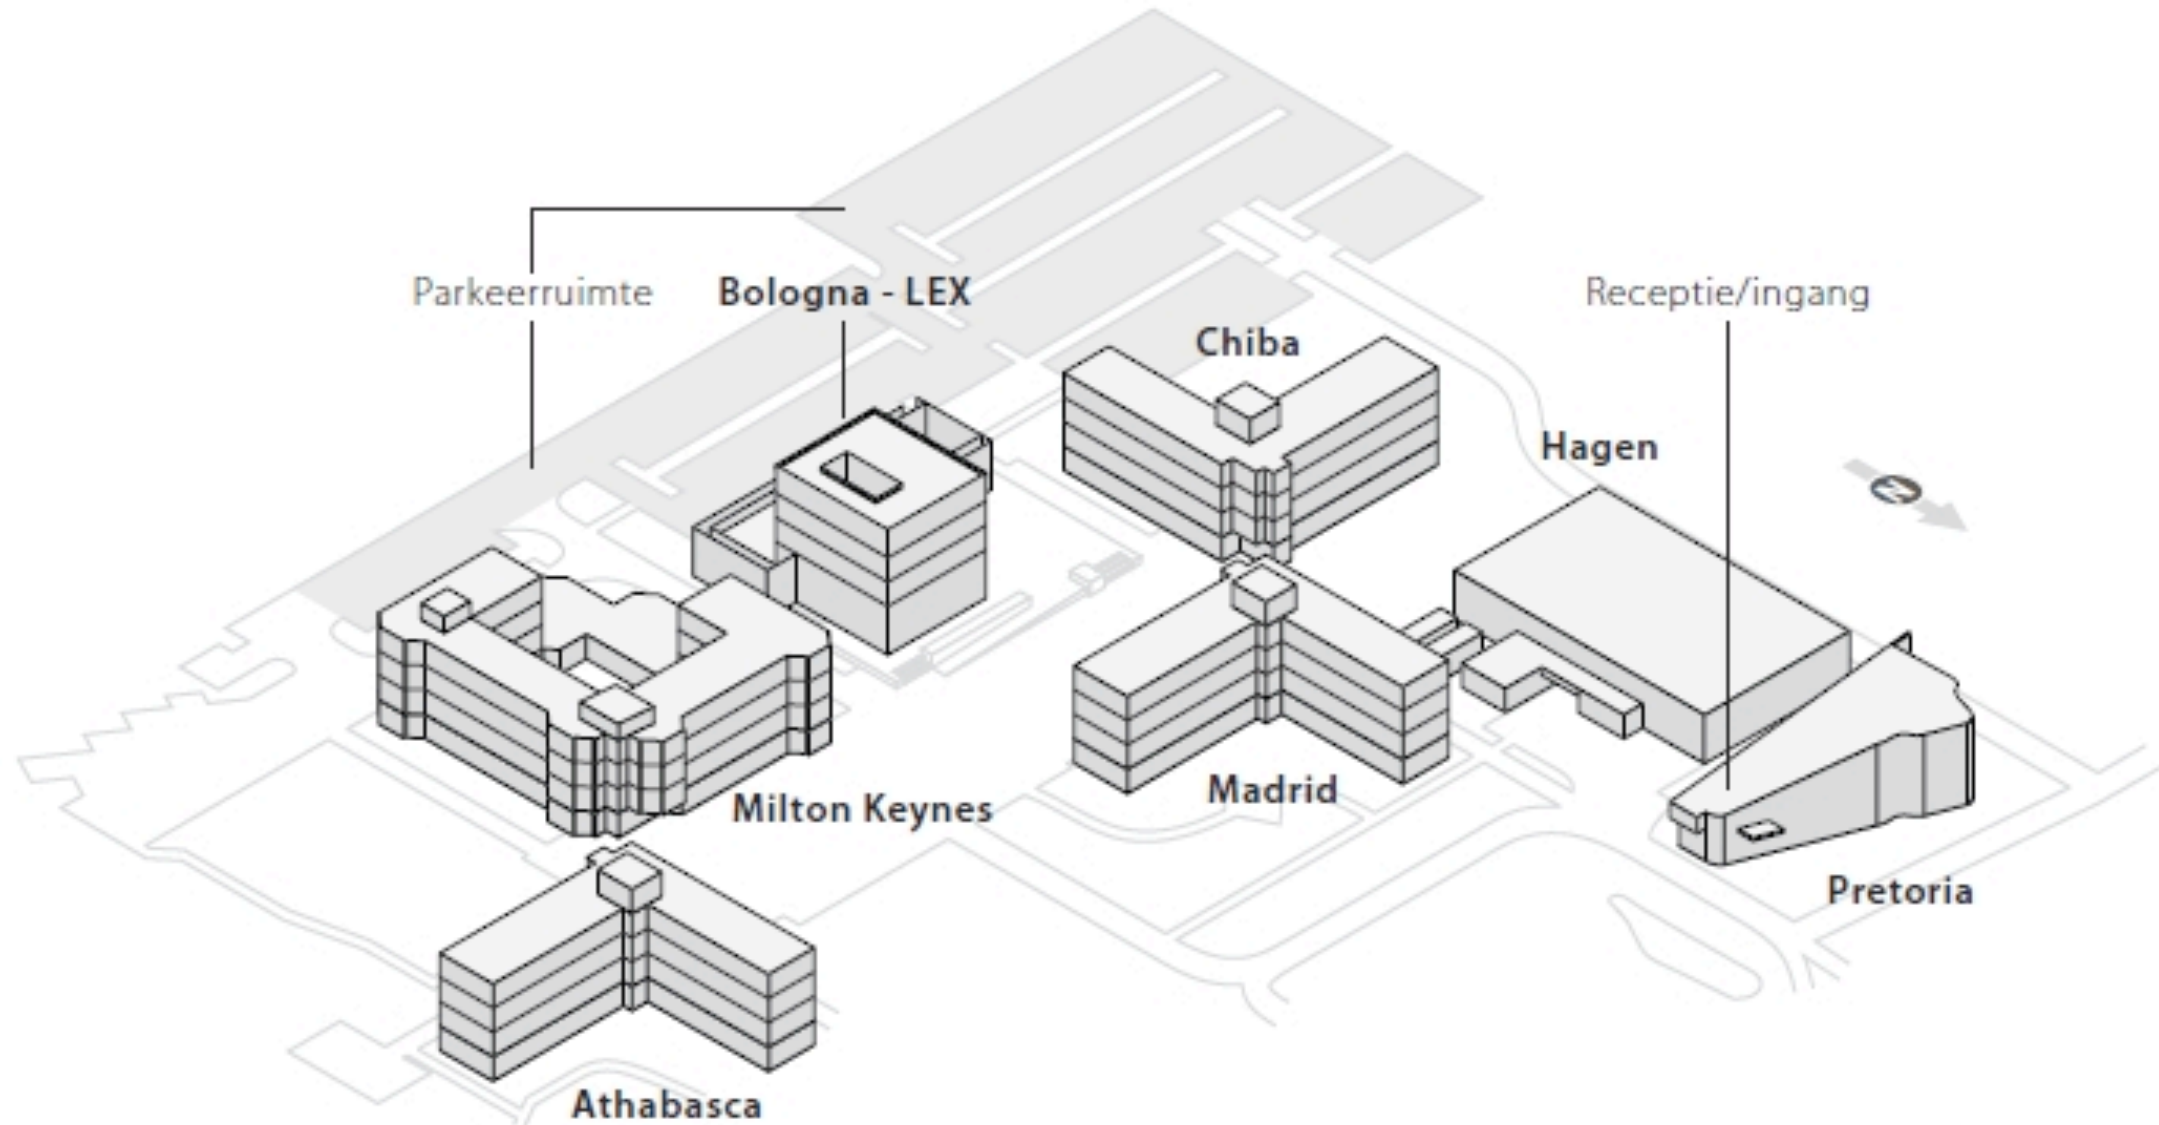 Parkeerruimte
Bologna - LEX
Receptie/ingang
Chiba
Hagen
N
Madrid
Milton Keynes
Pretoria
Athabasca